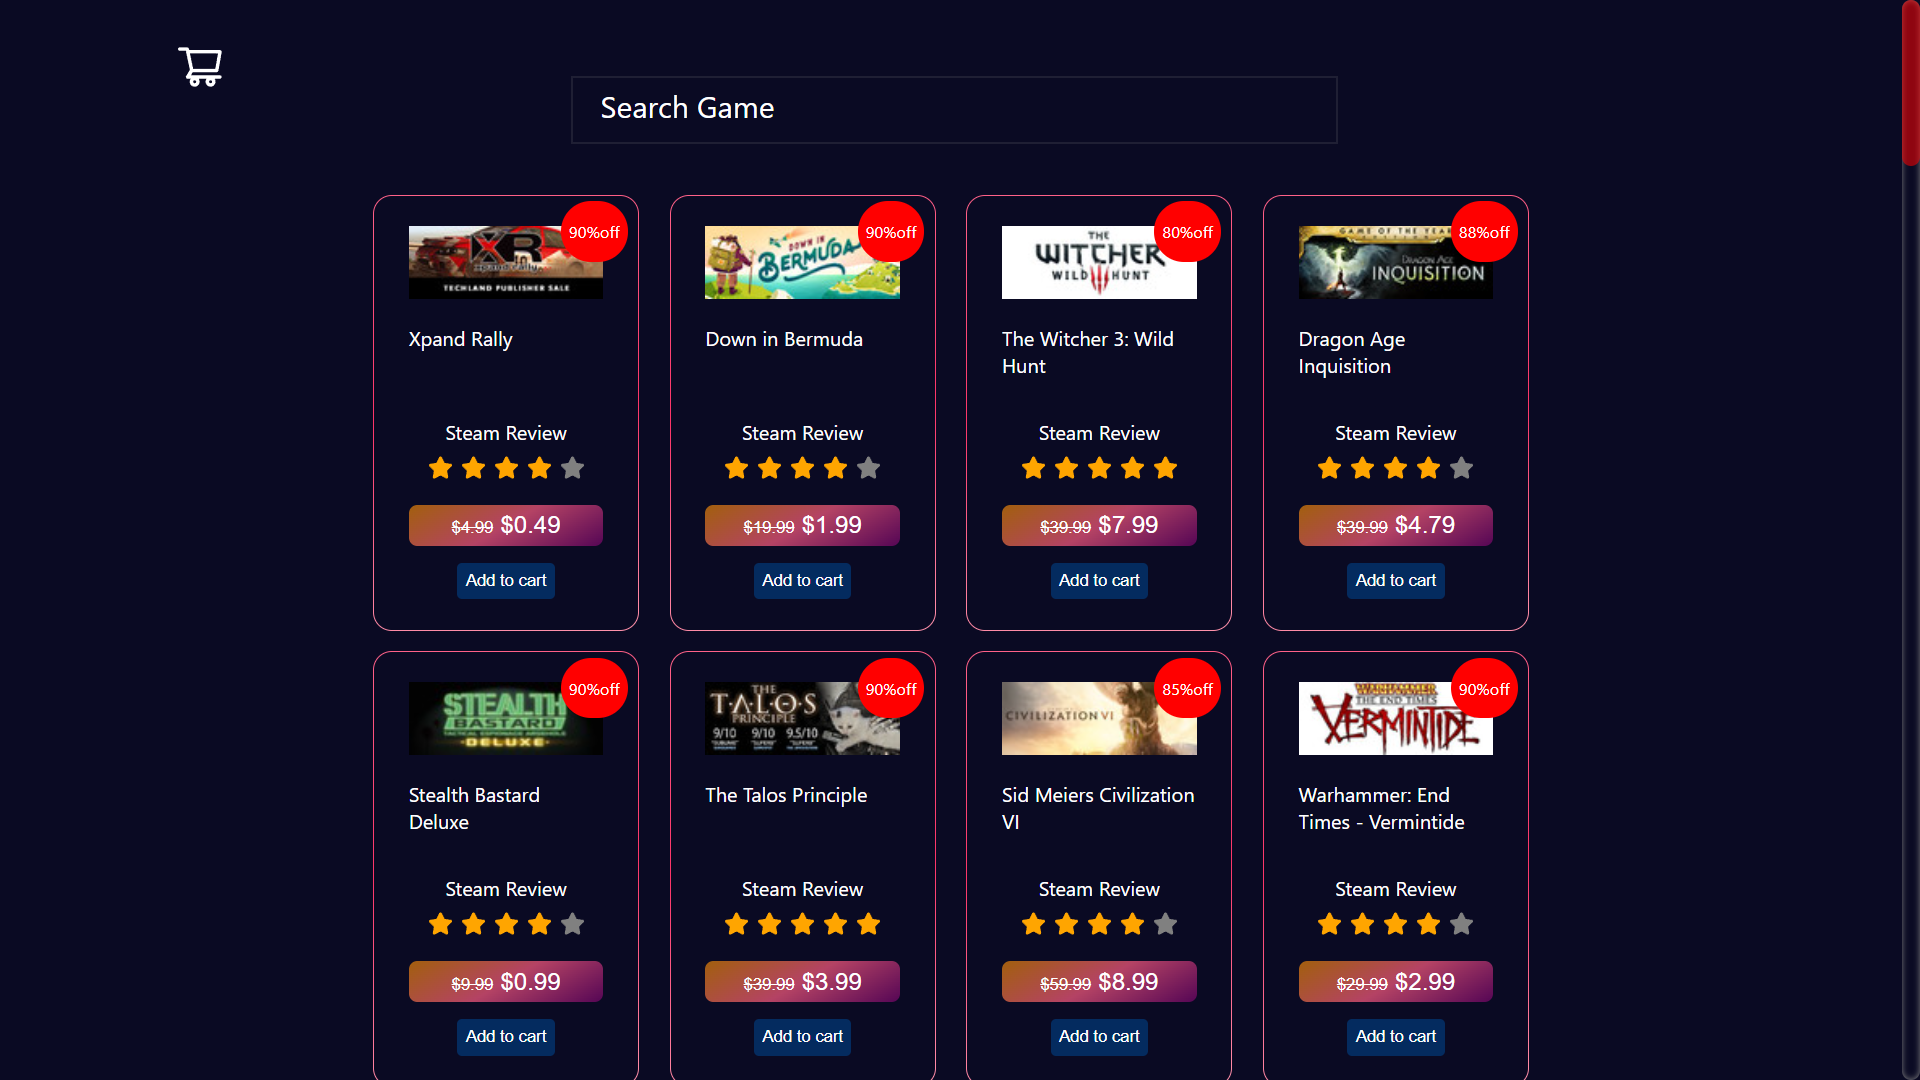 Search Game
90%off
XR
xpand rally
TECHLAND PUBLISHER SALE
Xpand Rally
Steam Review
$4.99 $0.49
Add to cart
90%off
DOWN IN
BERMUDA
Down in Bermuda
Steam Review
$19.99 $1.99
Add to cart
80%off
THE
WITCHER
WILD HUNT
The Witcher 3: Wild
Hunt
Steam Review
$39.99 $7.99
Add to cart
88%off
GAME OF THE YEAR
DRAGON AGE
INQUISITION
Dragon Age
Inquisition
Steam Review
$39.99 $4.79
Add to cart
90%off
STEALTH
BASTARD
DELUXE
Stealth Bastard
Deluxe
Steam Review
$9.99 $0.99
Add to cart
90%off
THE
TALOS
PRINCIPLE
9/10 9/10 9.5/10
The Talos Principle
Steam Review
$39.99 $3.99
Add to cart
85%off
CIVILIZATION VI
Sid Meiers Civilization
VI
Steam Review
$59.99 $8.99
Add to cart
90%off
WARHAMMER
THE END TIMES
VERMINTIDE
Warhammer: End
Times - Vermintide
Steam Review
$29.99 $2.99
Add to cart